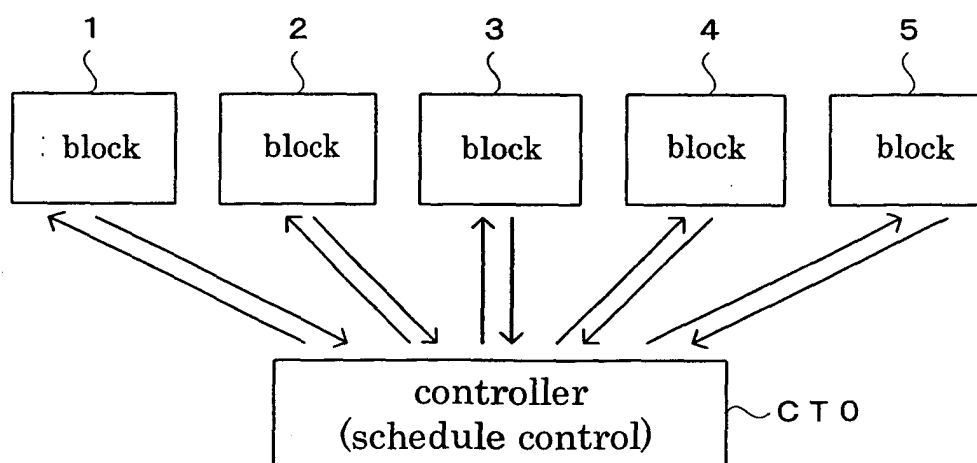 1 2 3 4 5
block block block block block
controller
(schedule control)
CT0